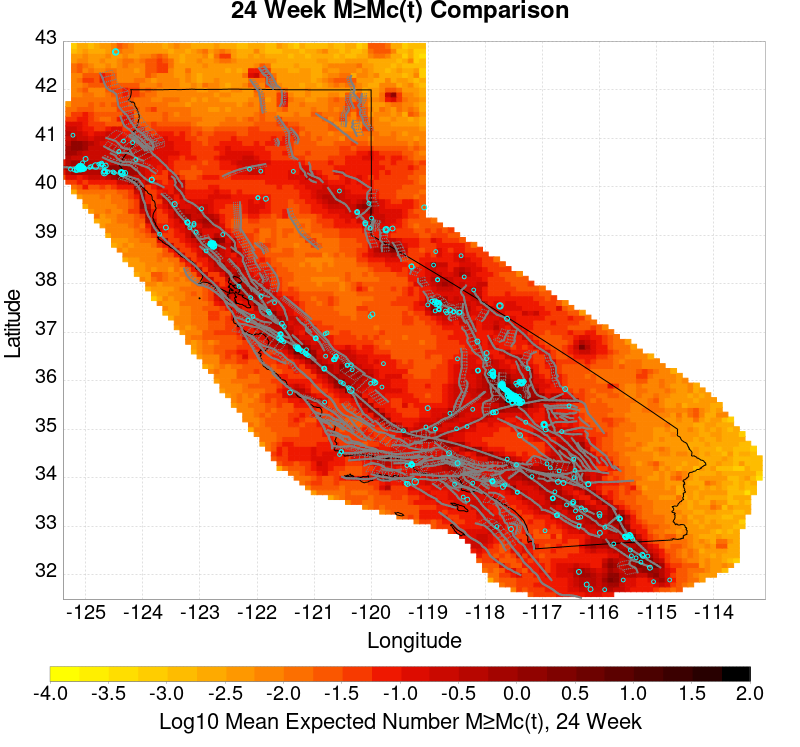 24 Week M≥Mc(t) Comparison
43
42
41
40
39
38
37
36
35
34
33
32
Latitude
-125 -124 -123 -122 -121 -120 -119 -118 -117 -116 -115 -114
Longitude
-4.0 -3.5 -3.0 -2.5 -2.0 -1.5 -1.0 -0.5 0.0 0.5 1.0 1.5 2.0
Log10 Mean Expected Number M≥Mc(t), 24 Week